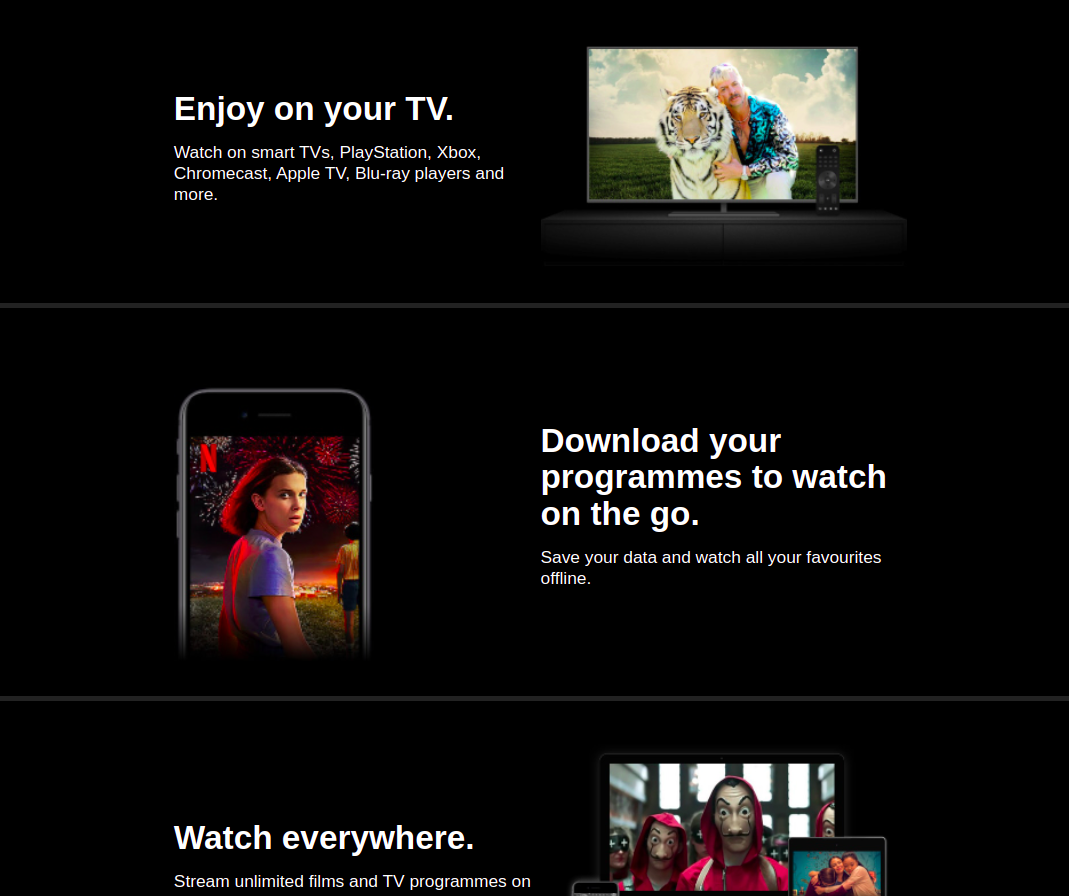 Enjoy on your TV.
Watch on smart TVs, PlayStation, Xbox,
Chromecast, Apple TV, Blu-ray players and
more.
N
Download your
programmes to watch
on the go.
Save your data and watch all your favourites
offline.
Watch everywhere.
Stream unlimited films and TV programmes on